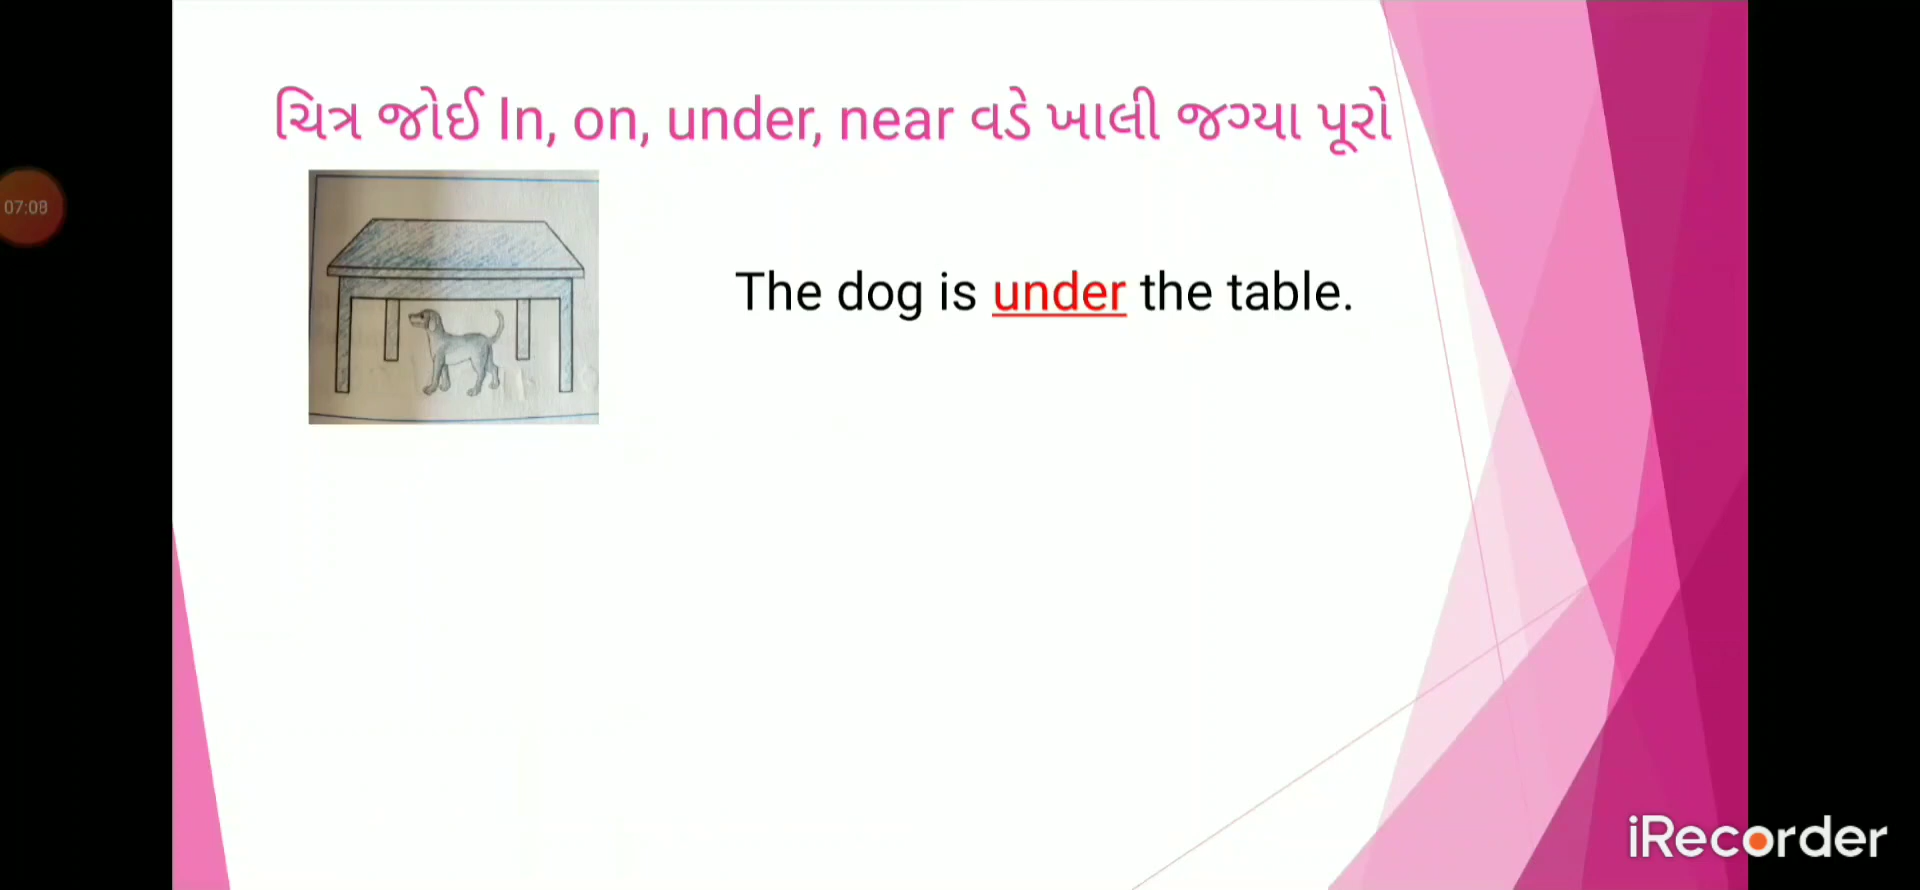 ચિત્ર જોઈ In, on, under, near વડે ખાલી જગ્યા પૂરો
07:08
The dog is under the table.
iRecorder